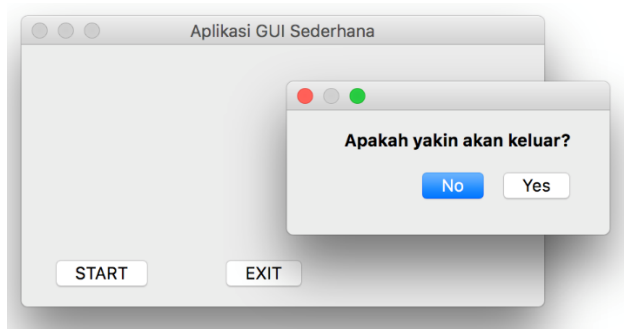 Aplikasi GUI Sederhana
Apakah yakin akan keluar?
No Yes
START EXIT